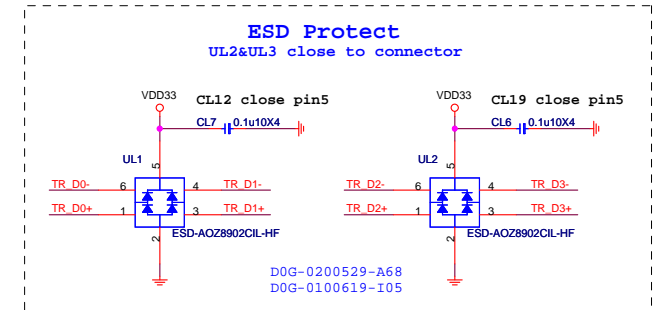 ESD Protect
UL2&UL3 close to connector
VDD33 CL12 close pin5
CL7 0.1u10X4
UL1
5
TR_D0- 6 4 TR_D1-
TR_D0+ 1 3 TR_D1+
2
ESD-AOZ8902CIL-HF
VDD33 CL19 close pin5
CL6 0.1u10X4
UL2
5
TR_D2- 6 4 TR_D3-
TR_D2+ 1 3 TR_D3+
2
ESD-AOZ8902CIL-HF
D0G-0200529-A68
D0G-0100619-I05